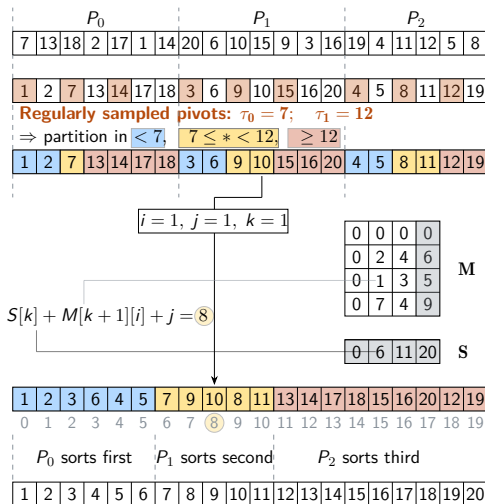 P₀ P₁ P₂
7 13 18 2 17 1 14 20 6 10 15 9 3 16 19 4 11 12 5 8
1 2 7 13 14 17 18 3 6 9 10 15 16 20 4 5 8 11 12 19
Regularly sampled pivots: τ₀ = 7; τ₁ = 12
⇒ partition in < 7, 7 ≤ * < 12, ≥ 12
1 2 7 13 14 17 18 3 6 9 10 15 16 20 4 5 8 11 12 19
i = 1, j = 1, k = 1
0 0 0 0
0 2 4 6
0 1 3 5
0 7 4 9
M
S[k] + M[k + 1][i] + j = 8
0 6 11 20
S
1 2 3 6 4 5 7 9 10 8 11 13 14 17 18 15 16 20 12 19
0 1 2 3 4 5 6 7 8 9 10 11 12 13 14 15 16 17 18 19
P₀ sorts first P₁ sorts second P₂ sorts third
1 2 3 4 5 6 7 8 9 10 11 12 13 14 15 16 17 18 19 20